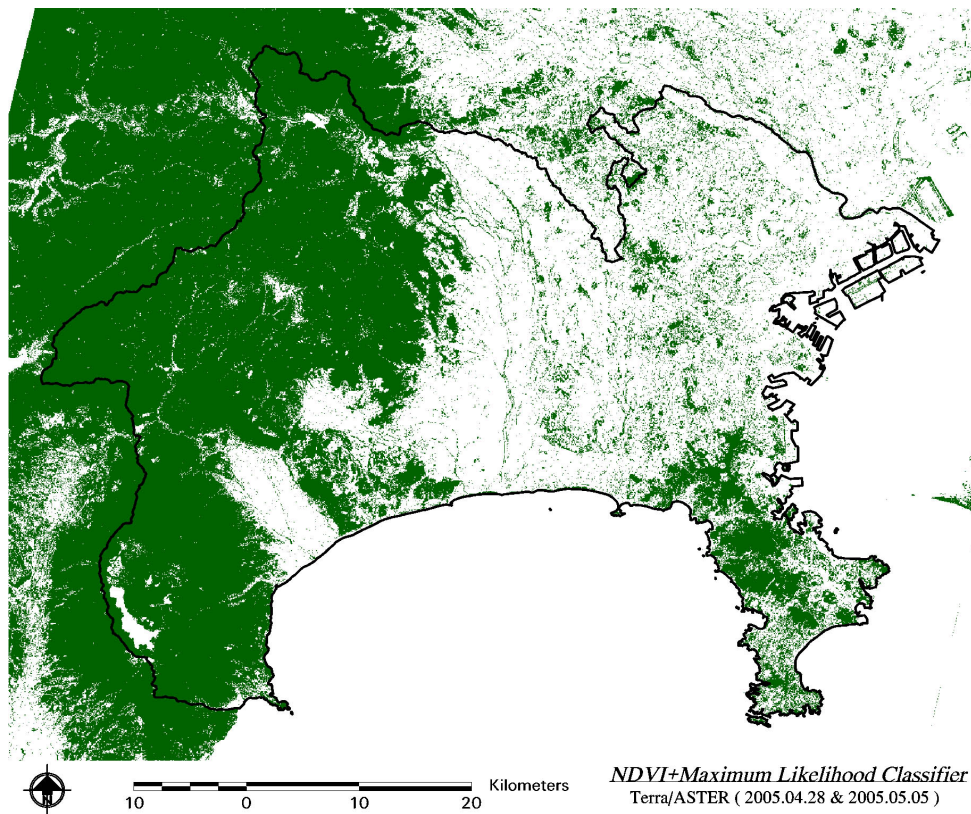 N
10 0 10 20
Kilometers
NDVI+Maximum Likelihood Classifier
Terra/ASTER ( 2005.04.28 & 2005.05.05 )